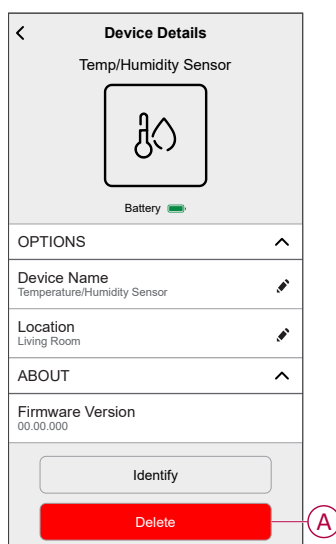 Device Details
Temp/Humidity Sensor
Battery
OPTIONS
Device Name
Temperature/Humidity Sensor
Location
Living Room
ABOUT
Firmware Version
00.00.000
Identify
Delete
A